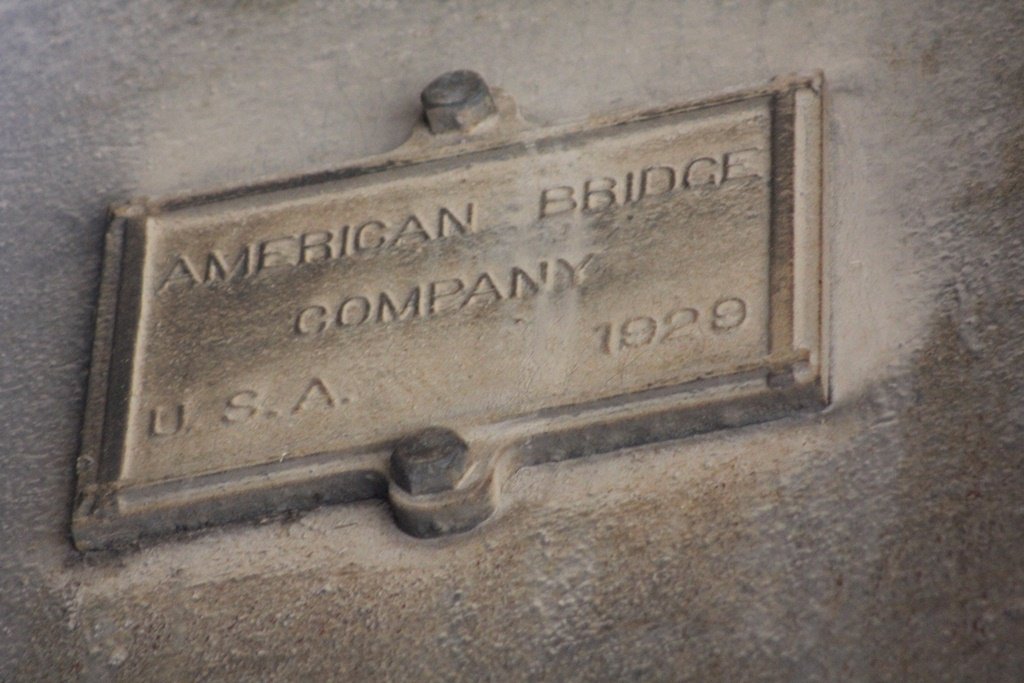 AMERICAN BRIDGE
COMPANY
U.S.A. 1929